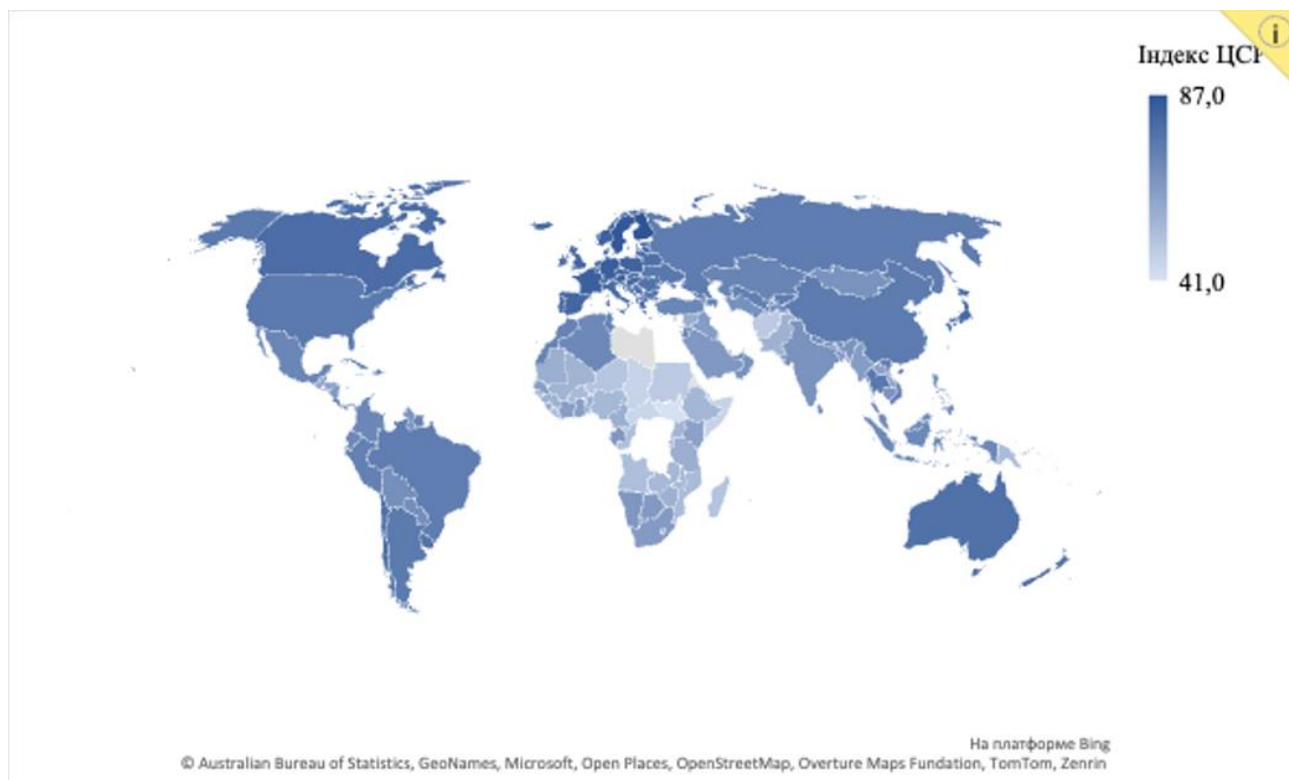 Індекс ЦСР
87,0
41,0
На платформе Bing
© Australian Bureau of Statistics, GeoNames, Microsoft, Open Places, OpenStreetMap, Overture Maps Fundation, TomTom, Zenrin